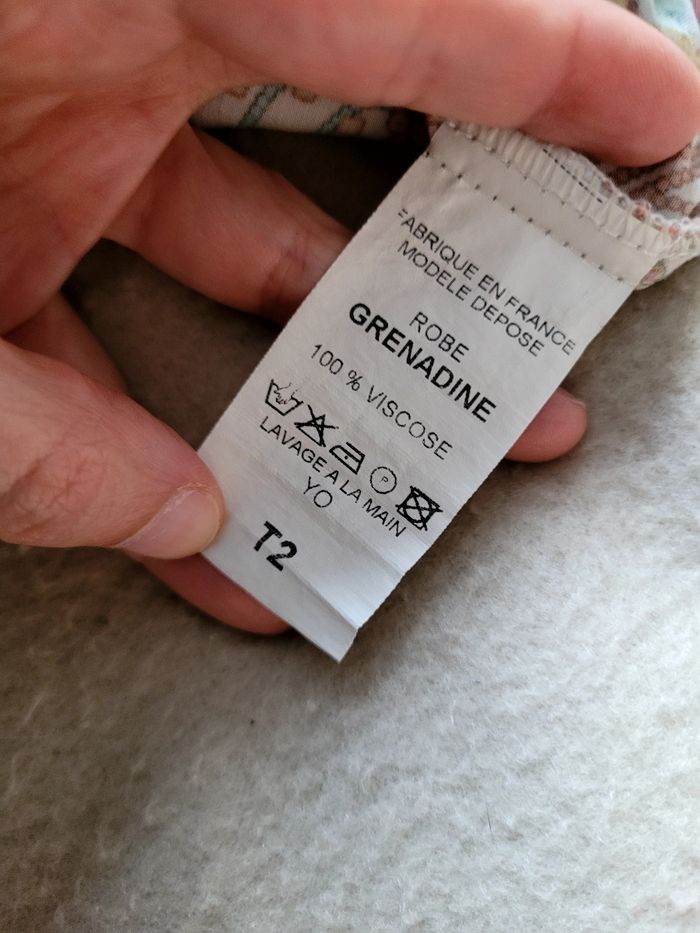 FABRIQUE EN FRANCE
MODELE DEPOSE
ROBE
GRENADINE
100 % VISCOSE
P
LAVAGE A LA MAIN
YO
T2